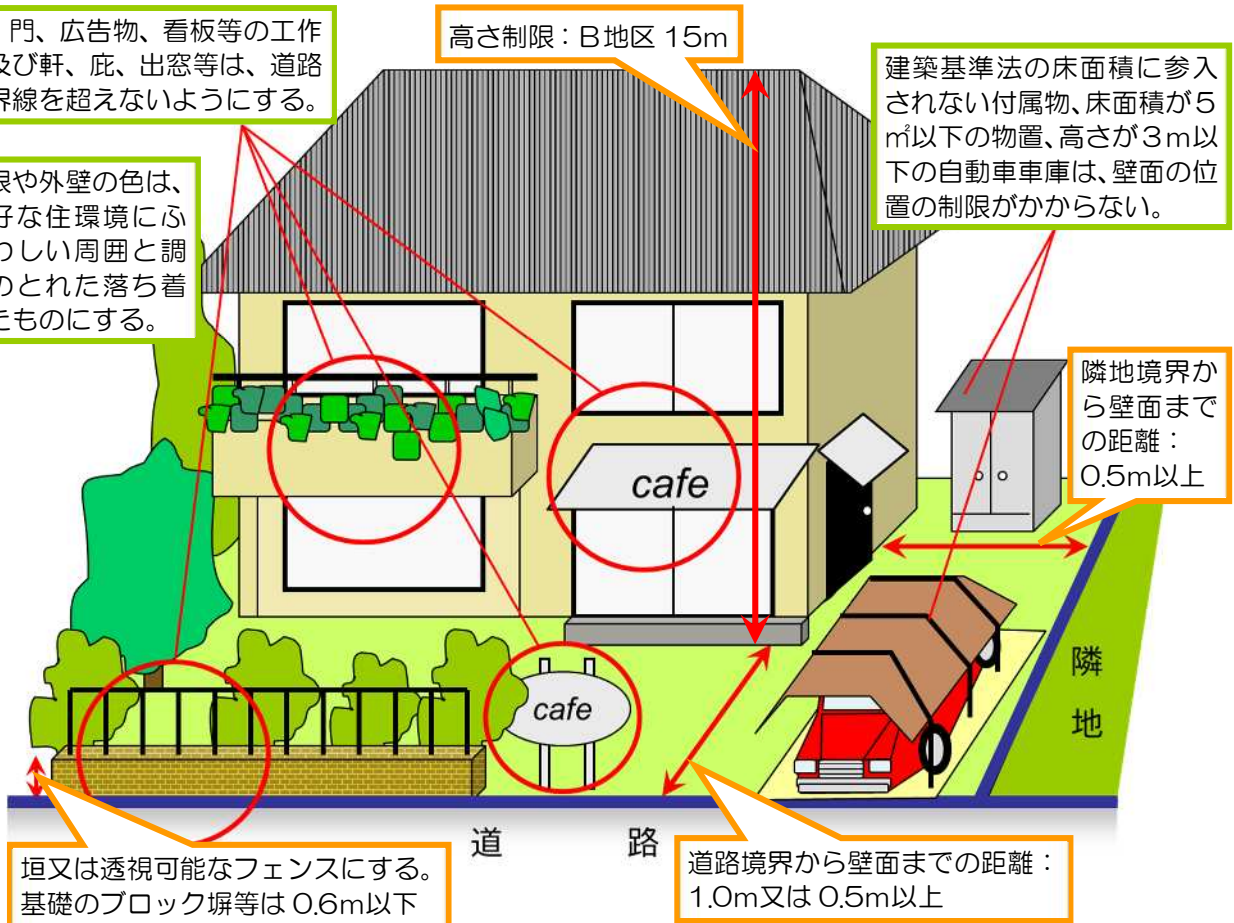 門、広告物、看板等の工作
及び軒、庇、出窓等は、道路
界線を超えないようにする。
高さ制限：Ｂ地区 15m
建築基準法の床面積に参入
されない付属物、床面積が５
㎡以下の物置、高さが３ｍ以
下の自動車車庫は、壁面の位
置の制限がかからない。
根や外壁の色は、
好な住環境にふ
わしい周囲と調
のとれた落ち着
たものにする。
隣地境界か
ら壁面まで
の距離：
0.5m以上
cafe
cafe
隣
地
道 路
垣又は透視可能なフェンスにする。
基礎のブロック塀等は 0.6m以下
道路境界から壁面までの距離：
1.0m又は 0.5m以上